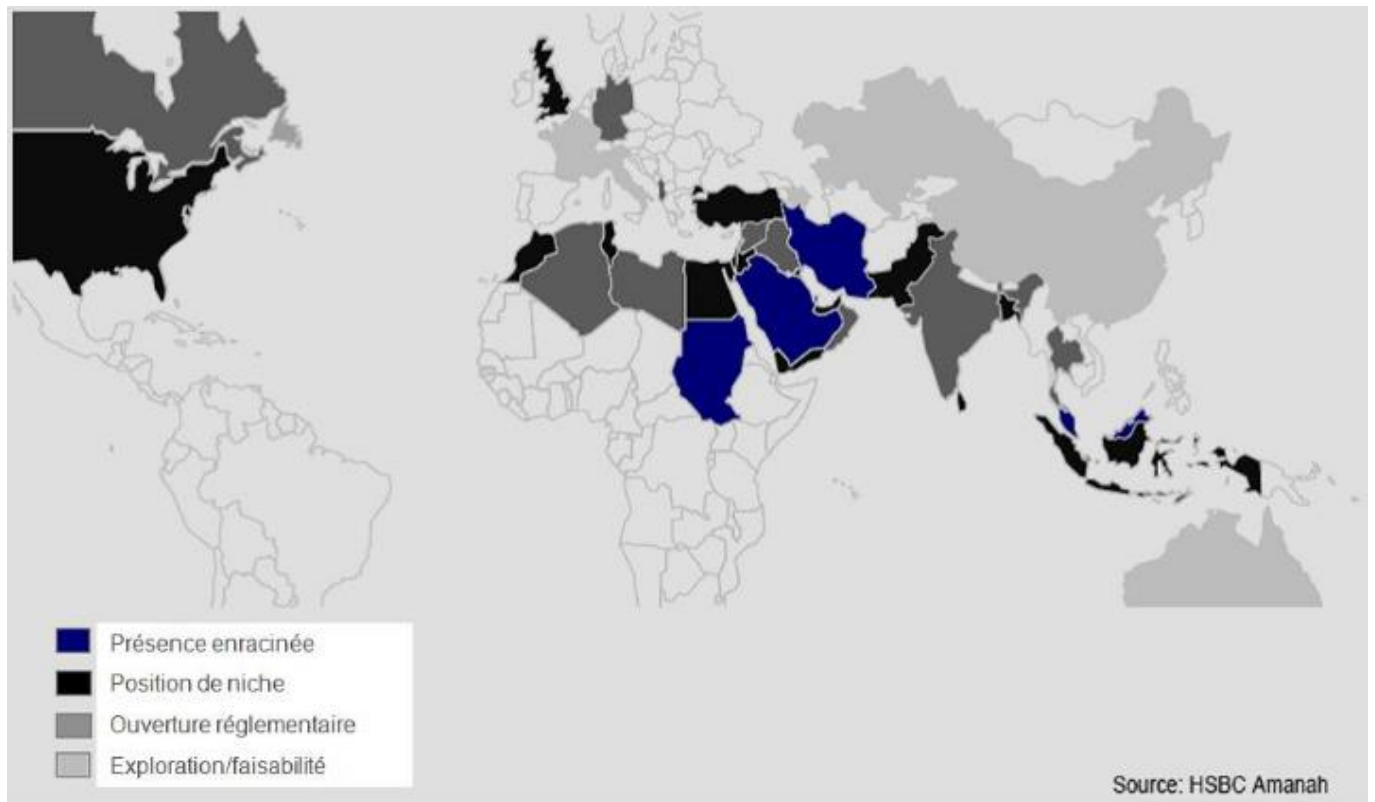 Présence enracinée
Position de niche
Ouverture réglementaire
Exploration/faisabilité
Source: HSBC Amanah